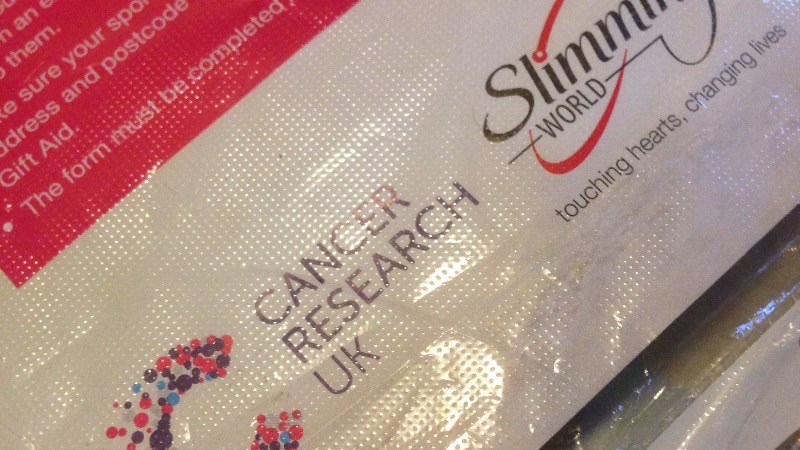 n an e
them.
ke sure your spo
ddress and postcode
Gift Aid.
• The form must be completed
Slimming
WORLD
touching hearts, changing lives
CANCER
RESEARCH
UK